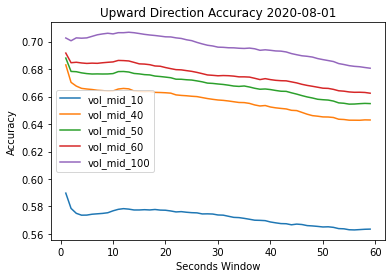 Upward Direction Accuracy 2020-08-01
Accuracy
0.70
0.68
0.66
0.64
0.62
0.60
0.58
0.56
vol_mid_10
vol_mid_40
vol_mid_50
vol_mid_60
vol_mid_100
0 10 20 30 40 50 60
Seconds Window